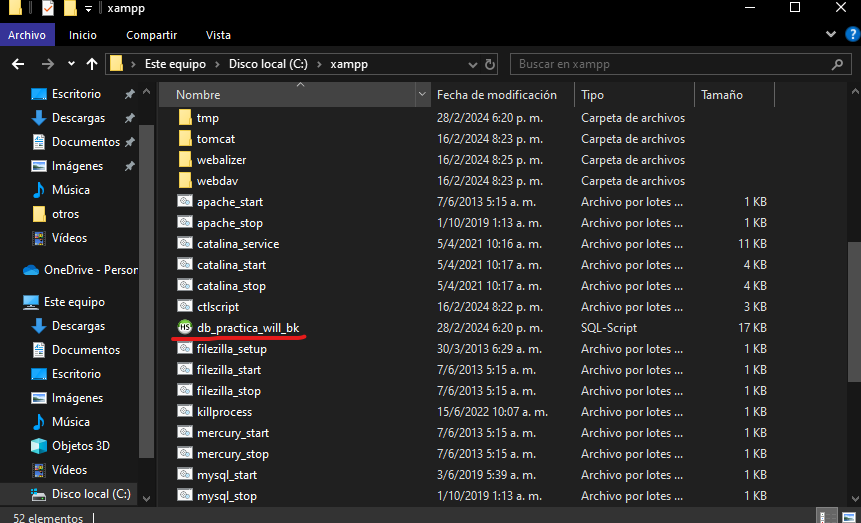 xampp
Archivo Inicio Compartir Vista
Este equipo Disco local (C:) xampp
Buscar en xampp
Escritorio
Descargas
Documentos
Imágenes
Música
otros
Vídeos
OneDrive - Person
Este equipo
Descargas
Documentos
Escritorio
Imágenes
Música
Objetos 3D
Vídeos
Disco local (C:)
Nombre Fecha de modificación Tipo Tamaño
tmp 28/2/2024 6:20 p. m. Carpeta de archivos
tomcat 16/2/2024 8:23 p. m. Carpeta de archivos
webalizer 16/2/2024 8:25 p. m. Carpeta de archivos
webdav 16/2/2024 8:23 p. m. Carpeta de archivos
apache_start 7/6/2013 5:15 a. m. Archivo por lotes ... 1 KB
apache_stop 1/10/2019 1:13 a. m. Archivo por lotes ... 1 KB
catalina_service 5/4/2021 10:16 a. m. Archivo por lotes ... 11 KB
catalina_start 5/4/2021 10:17 a. m. Archivo por lotes ... 4 KB
catalina_stop 5/4/2021 10:17 a. m. Archivo por lotes ... 4 KB
ctlscript 16/2/2024 8:22 p. m. Archivo por lotes ... 3 KB
HS db_practica_will_bk 28/2/2024 6:20 p. m. SQL-Script 17 KB
filezilla_setup 30/3/2013 6:29 a. m. Archivo por lotes ... 1 KB
filezilla_start 7/6/2013 5:15 a. m. Archivo por lotes ... 1 KB
filezilla_stop 7/6/2013 5:15 a. m. Archivo por lotes ... 1 KB
killprocess 15/6/2022 10:07 a. m. Archivo por lotes ... 1 KB
mercury_start 7/6/2013 5:15 a. m. Archivo por lotes ... 1 KB
mercury_stop 7/6/2013 5:15 a. m. Archivo por lotes ... 1 KB
mysql_start 3/6/2019 5:39 a. m. Archivo por lotes ... 1 KB
mysql_stop 1/10/2019 1:13 a. m. Archivo por lotes ... 1 KB
52 elementos